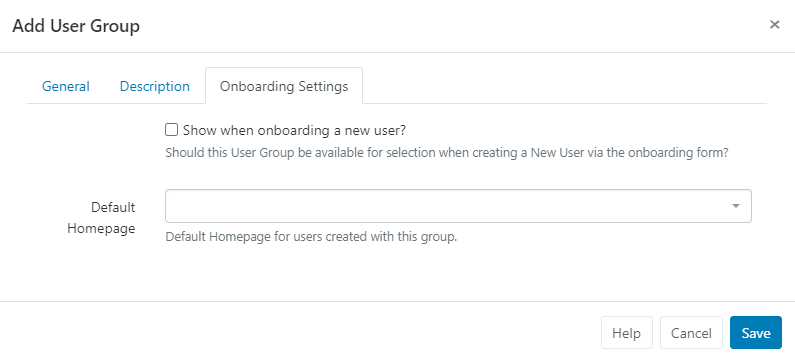 Add User Group
×
General Description Onboarding Settings
Show when onboarding a new user?
Should this User Group be available for selection when creating a New User via the onboarding form?
Default
Homepage
Default Homepage for users created with this group.
Help Cancel Save